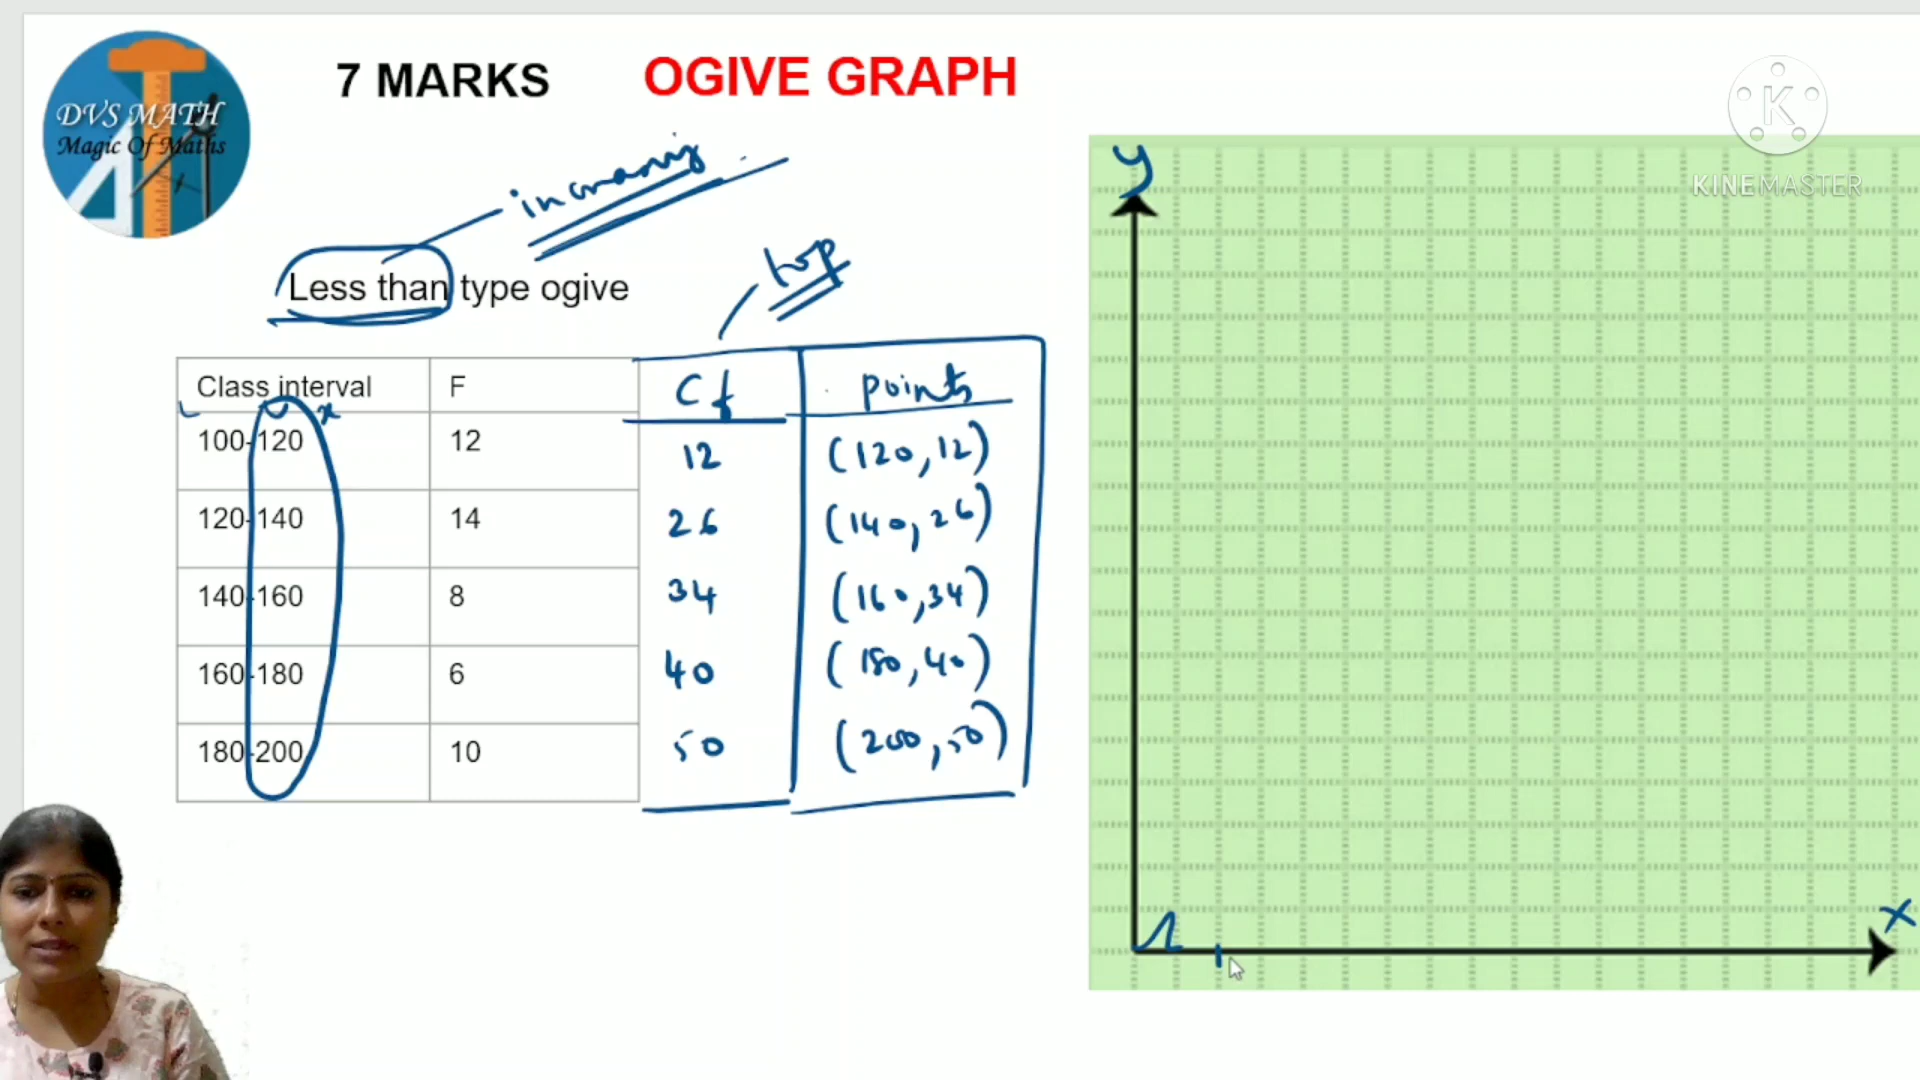 7 MARKS OGIVE GRAPH
DVS MATH
Magic Of Maths
K
KINEMASTER
y
increasing
top
Less than type ogive
Class interval F Cf points
L U x
100-120 12 12 (120,12)
120-140 14 26 (140,26)
140-160 8 34 (160,34)
160-180 6 40 (180,40)
180-200 10 50 (200,50)
x